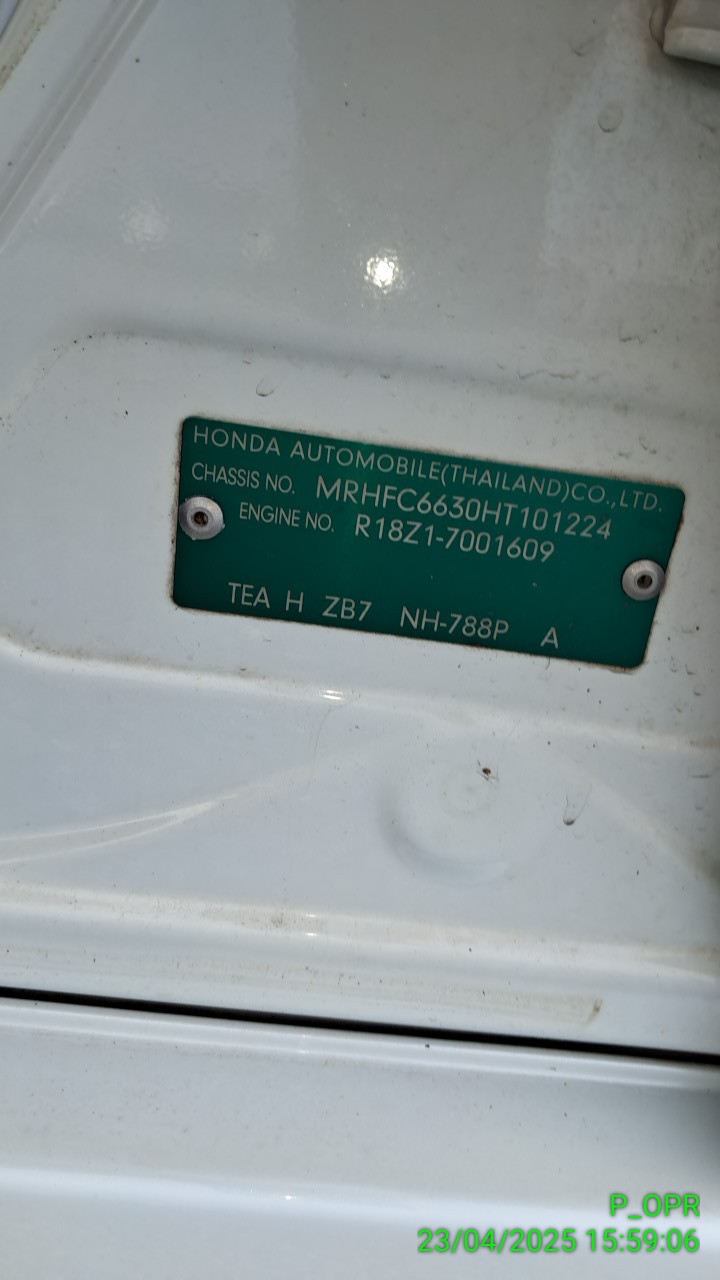 HONDA AUTOMOBILE(THAILAND)CO.,LTD.
CHASSIS NO. MRHFC6630HT101224
ENGINE NO. R18Z1-7001609
TEA H ZB7 NH-788P A
P_OPR
23/04/2025 15:59:06